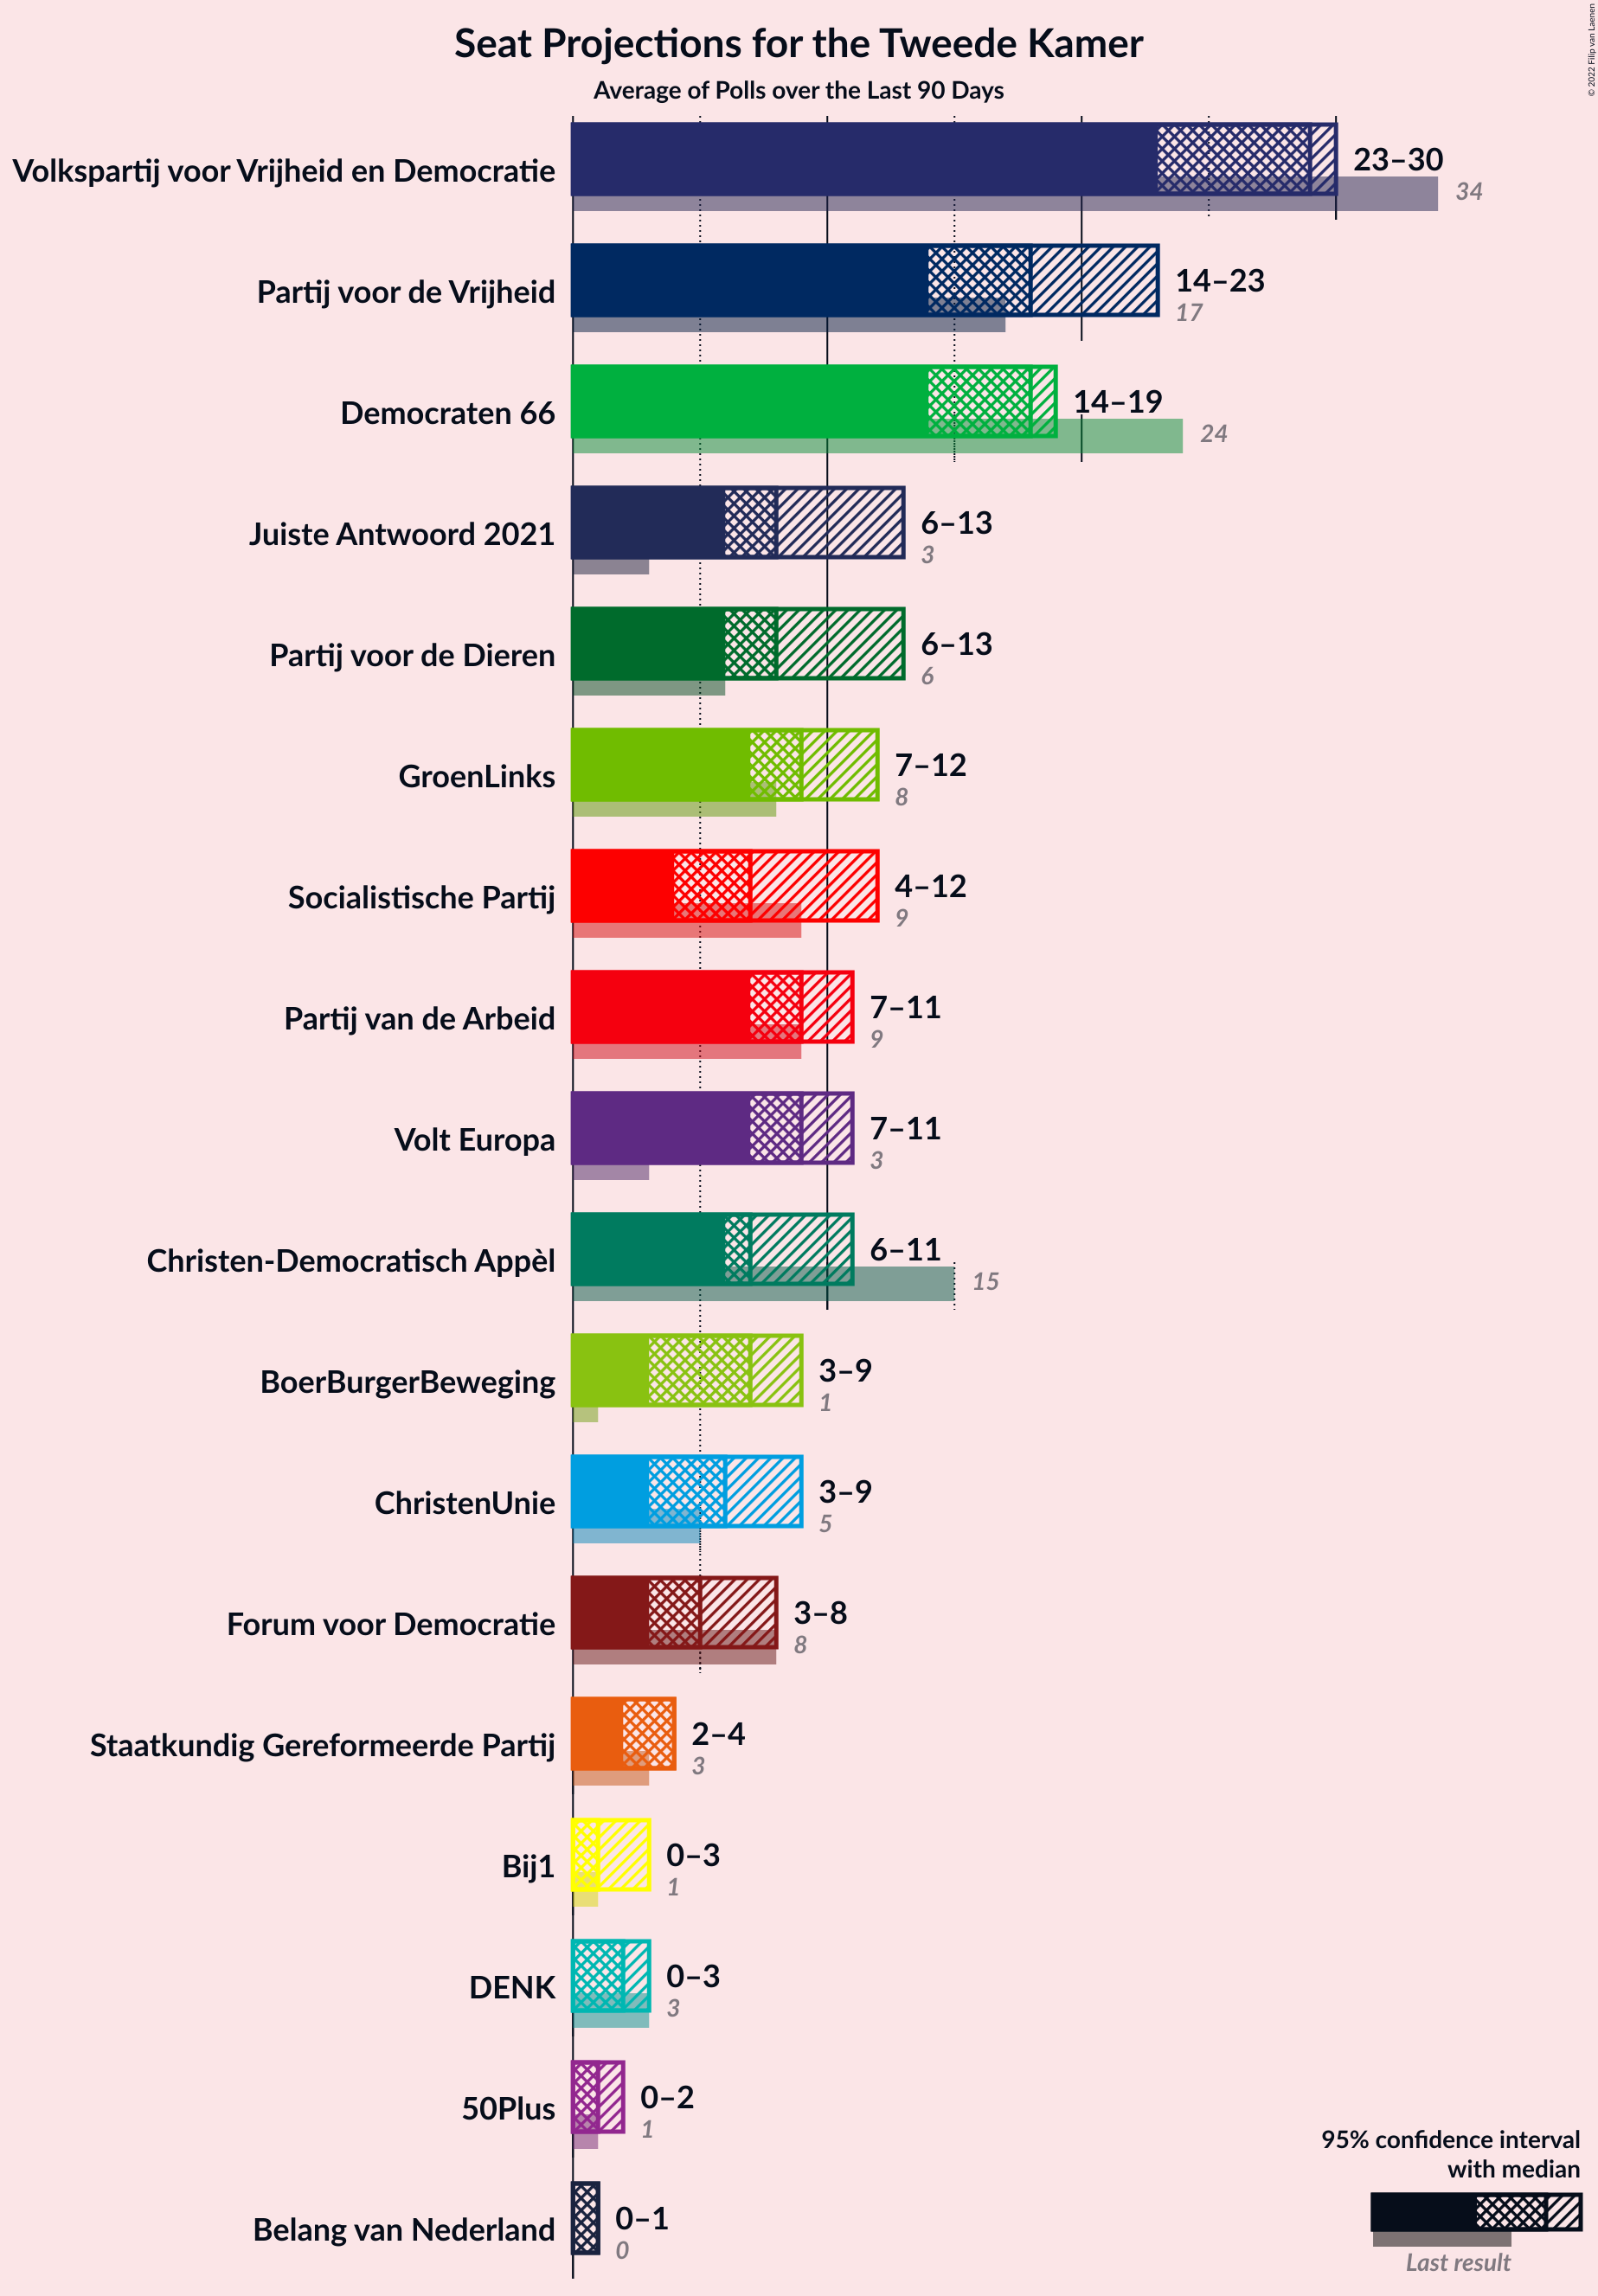 Seat Projections for the Tweede Kamer
Average of Polls over the Last 90 Days
© 2022 Filip van Laenen
Volkspartij voor Vrijheid en Democratie
23–30
34
Partij voor de Vrijheid
14–23
17
Democraten 66
14–19
24
Juiste Antwoord 2021
6–13
3
Partij voor de Dieren
6–13
6
GroenLinks
7–12
8
Socialistische Partij
4–12
9
Partij van de Arbeid
7–11
9
Volt Europa
7–11
3
Christen-Democratisch Appèl
6–11
15
BoerBurgerBeweging
3–9
1
ChristenUnie
3–9
5
Forum voor Democratie
3–8
8
Staatkundig Gereformeerde Partij
2–4
3
Bij1
0–3
1
DENK
0–3
3
50Plus
0–2
1
Belang van Nederland
0–1
0
95% confidence interval
with median
Last result